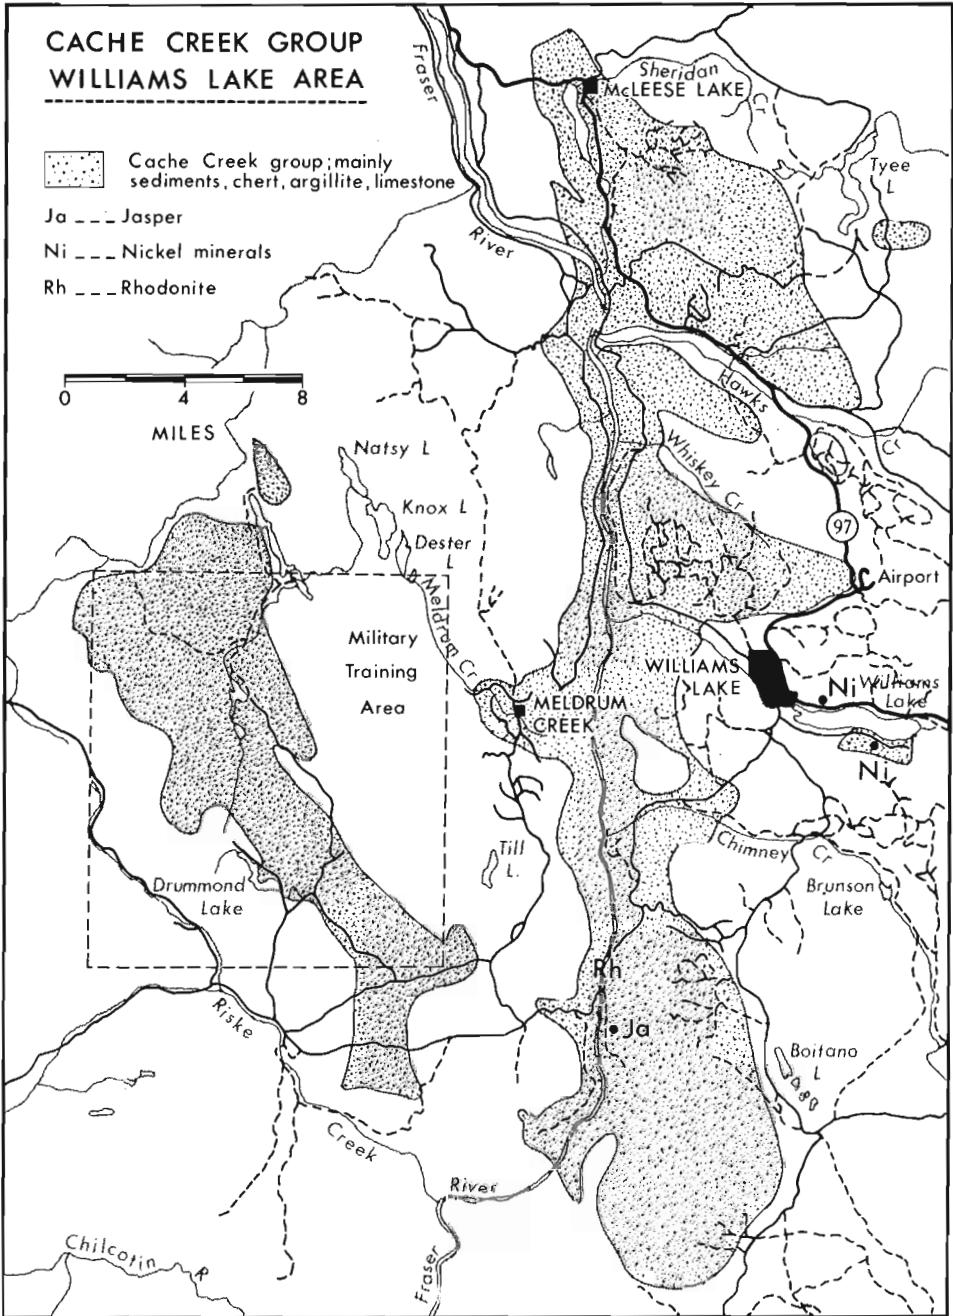 CACHE CREEK GROUP
WILLIAMS LAKE AREA
Cache Creek group; mainly
sediments, chert, argillite, limestone
Ja --- Jasper
Ni --- Nickel minerals
Rh --- Rhodonite
0 4 8
MILES
Fraser
River
Sheridan
McLEESE LAKE
Cr
Tyee
L
Hawks
Cr
Whiskey Cr
97
Airport
Natsy L
Knox L
Dester
L
Meldrum Cr
Military
Training
Area
WILLIAMS
LAKE
Ni
Williams
Lake
MELDRUM
CREEK
Ni
Till
L.
Chimney
Cr
Brunson
Lake
Drummond
Lake
Rh
Ja
Riske
Creek
Boitano
L
River
Fraser
Chilcotin
R